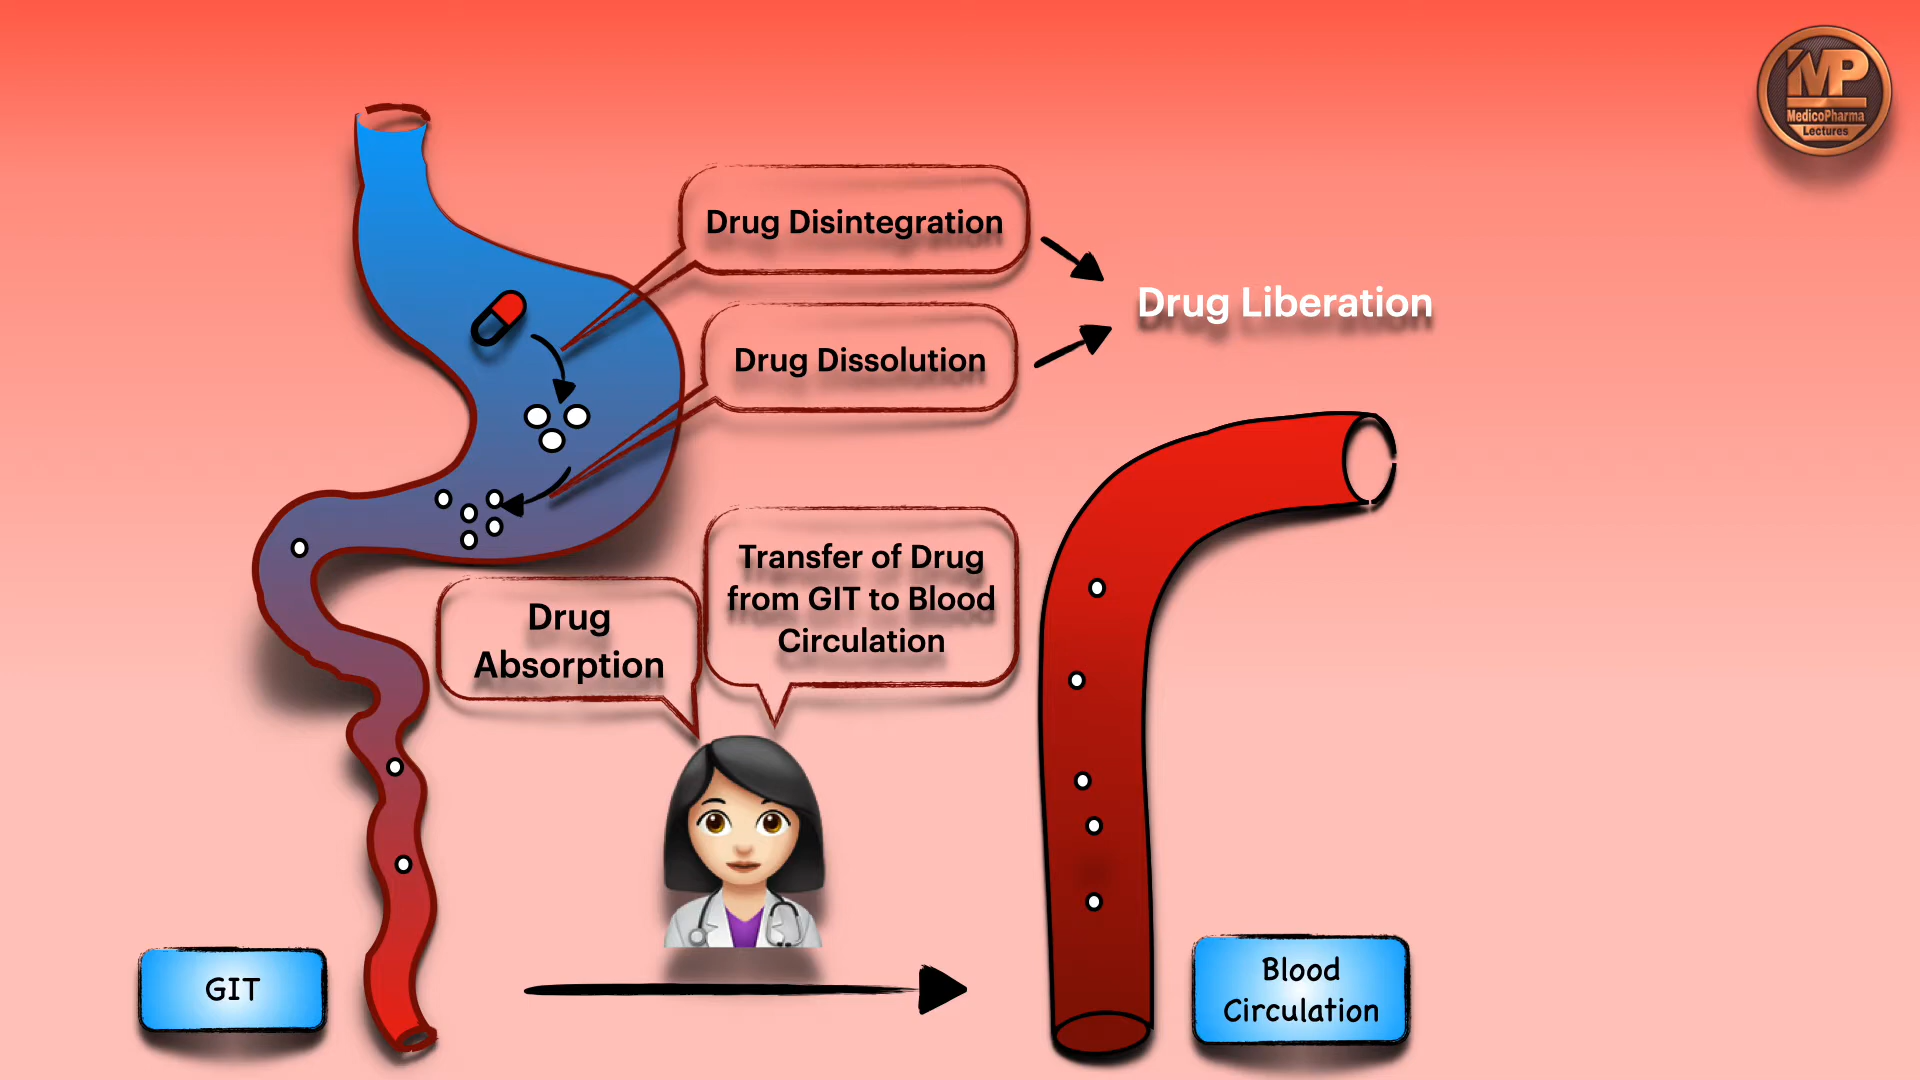 MP
MedicoPharma
Lectures
Drug Disintegration
Drug Dissolution
Drug Liberation
Drug
Absorption
Transfer of Drug
from GIT to Blood
Circulation
GIT
Blood
Circulation